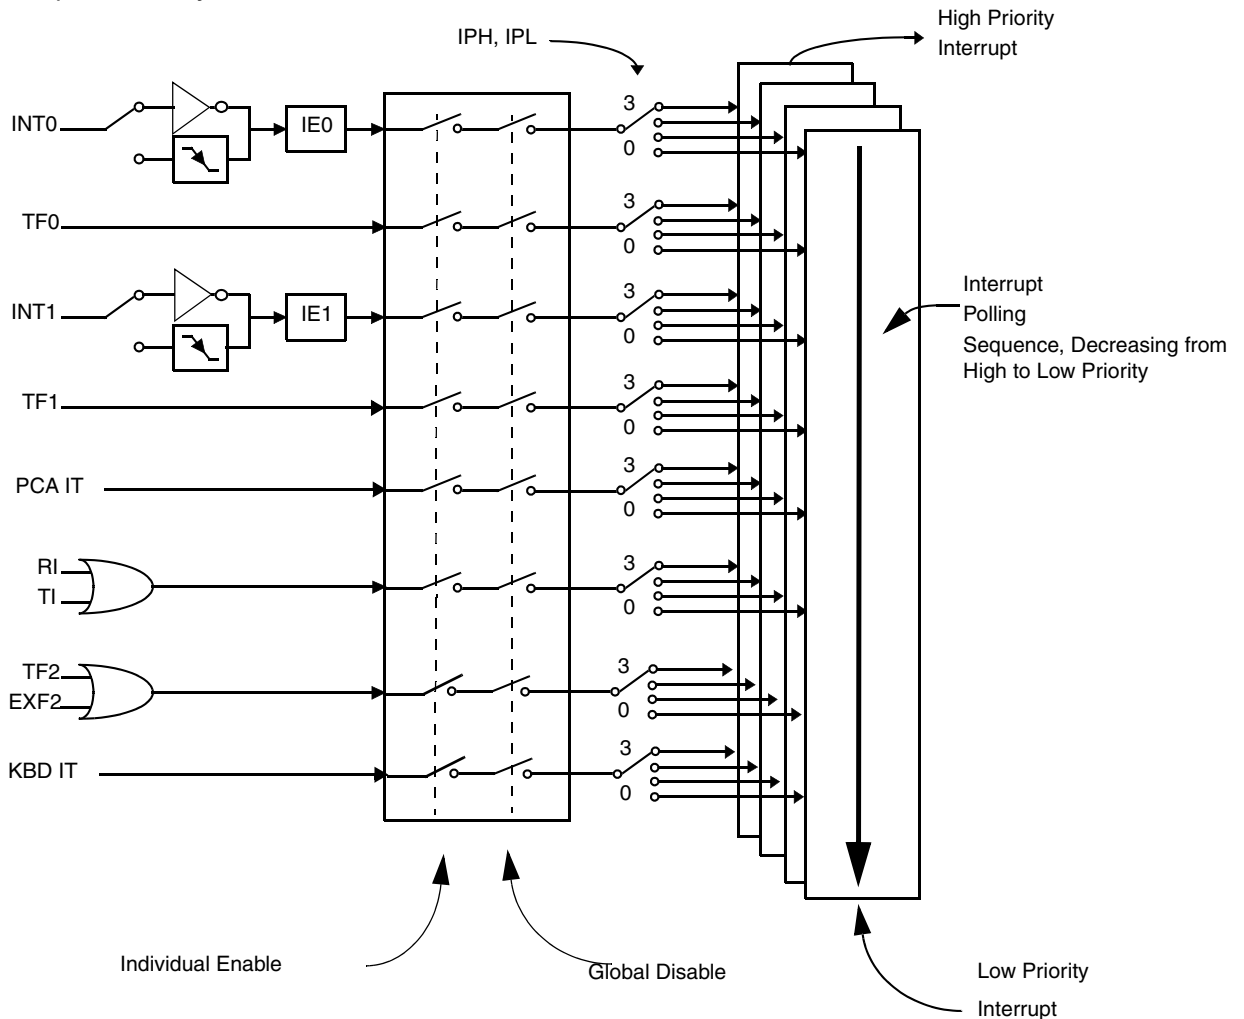 High Priority
Interrupt
IPH, IPL
INT0
IE0
3
0
TF0
3
0
INT1
IE1
3
0
Interrupt
Polling
Sequence, Decreasing from
High to Low Priority
TF1
3
0
PCA IT
3
0
RI
TI
3
0
TF2
EXF2
3
0
KBD IT
3
0
Individual Enable
Global Disable
Low Priority
Interrupt